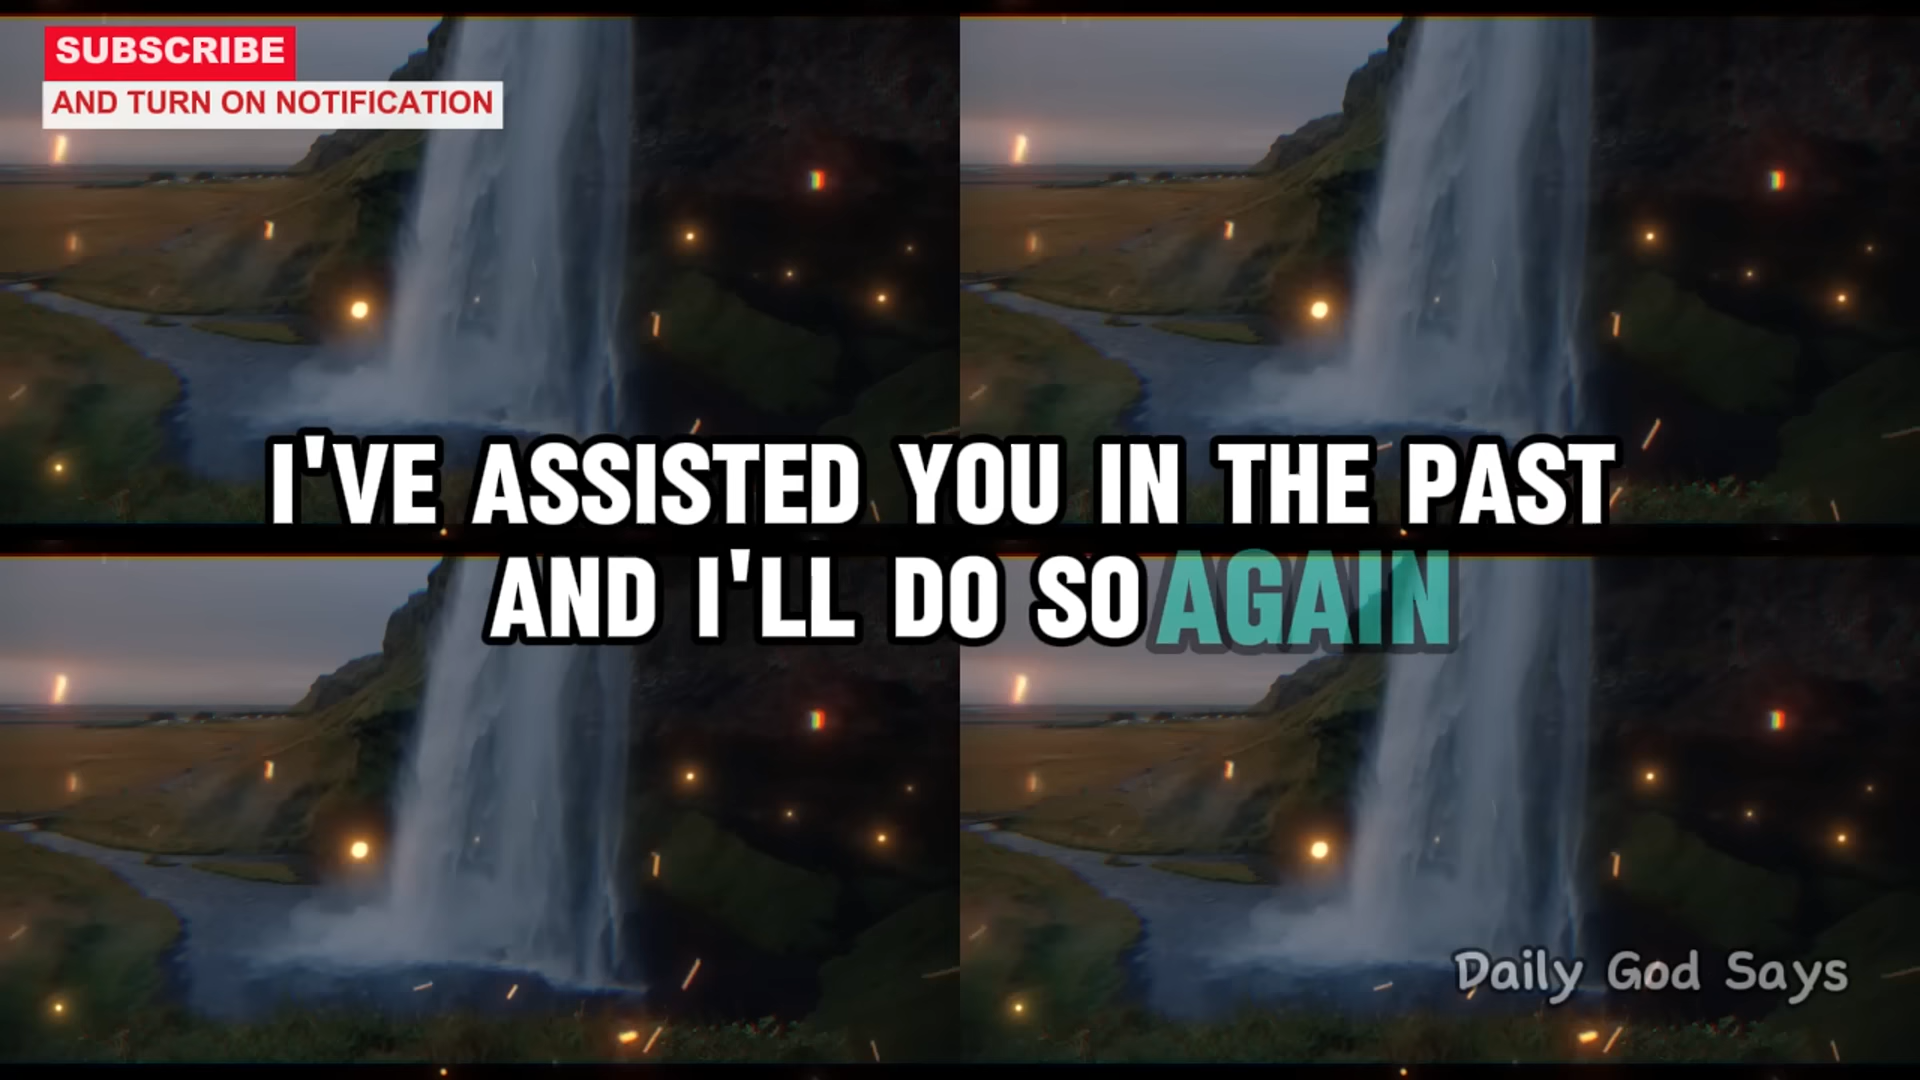 SUBSCRIBE
AND TURN ON NOTIFICATION
I'VE ASSISTED YOU IN THE PAST
AND I'LL DO SO AGAIN
Daily God Says